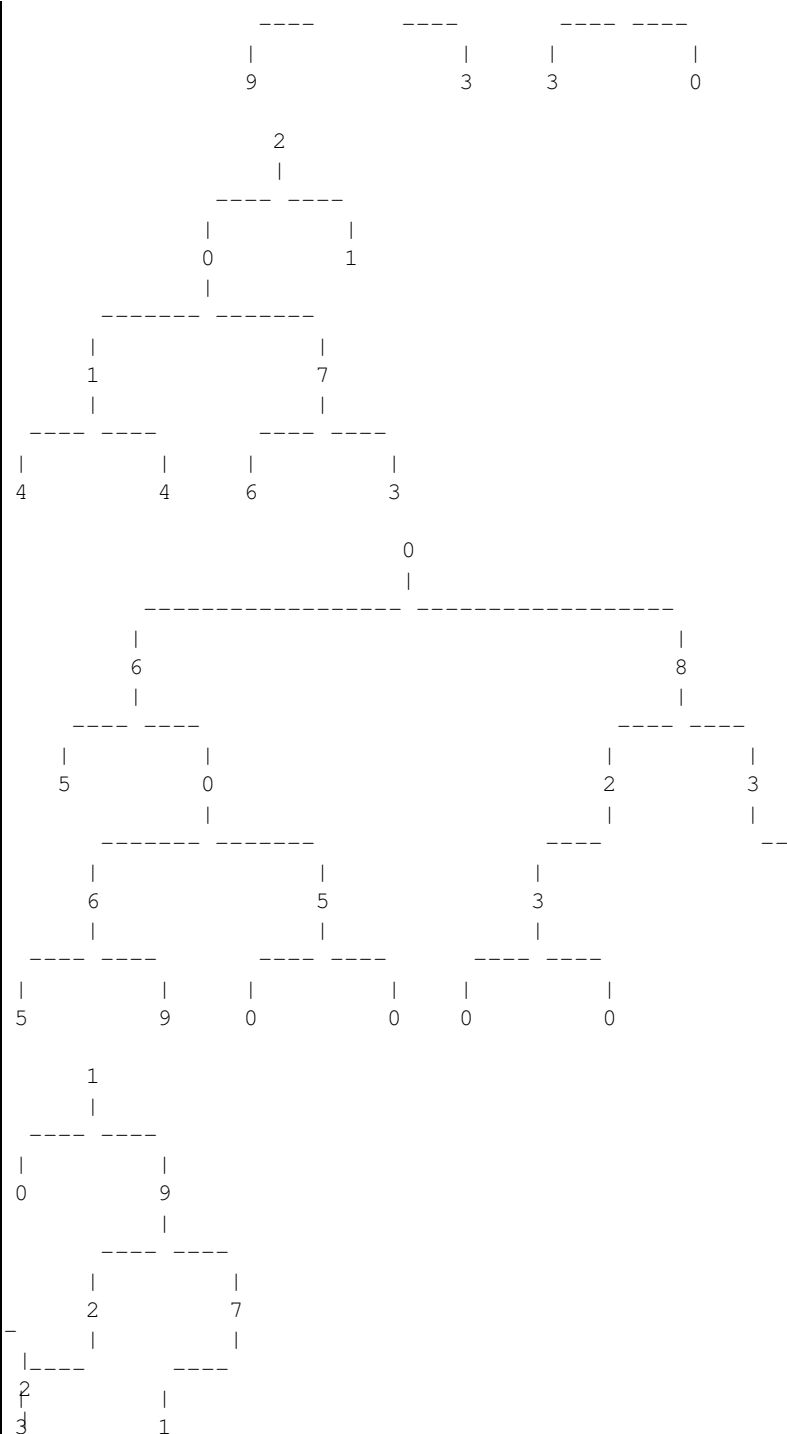 ----      ----       ---- ----
                 |              |     |         |
                 9              3     3         0

                   2
                   |
               ---- ----
              |         |
              0         1
              |
       ------- -------
      |               |
      1               7
      |               |
  ---- ----       ---- ----
 |         |     |         |
 4         4     6         3

                            0
                            |
          ------------------ ------------------
         |                                     |
         6                                     8
         |                                     |
     ---- ----                             ---- ----
    |         |                           |         |
    5         0                           2         3
              |                           |         |
       ------- -------                ----           --
      |               |              |
      6               5              3
      |               |              |
  ---- ----       ---- ----      ---- ----
 |         |     |         |    |         |
 5         9     0         0    0         0

      1
      |
  ---- ----
 |         |
 0         9
           |
       ---- ----
      |         |
      2         7
-
      |         |
 |
  ----      ----
 2
 |         |
 3         1
 |